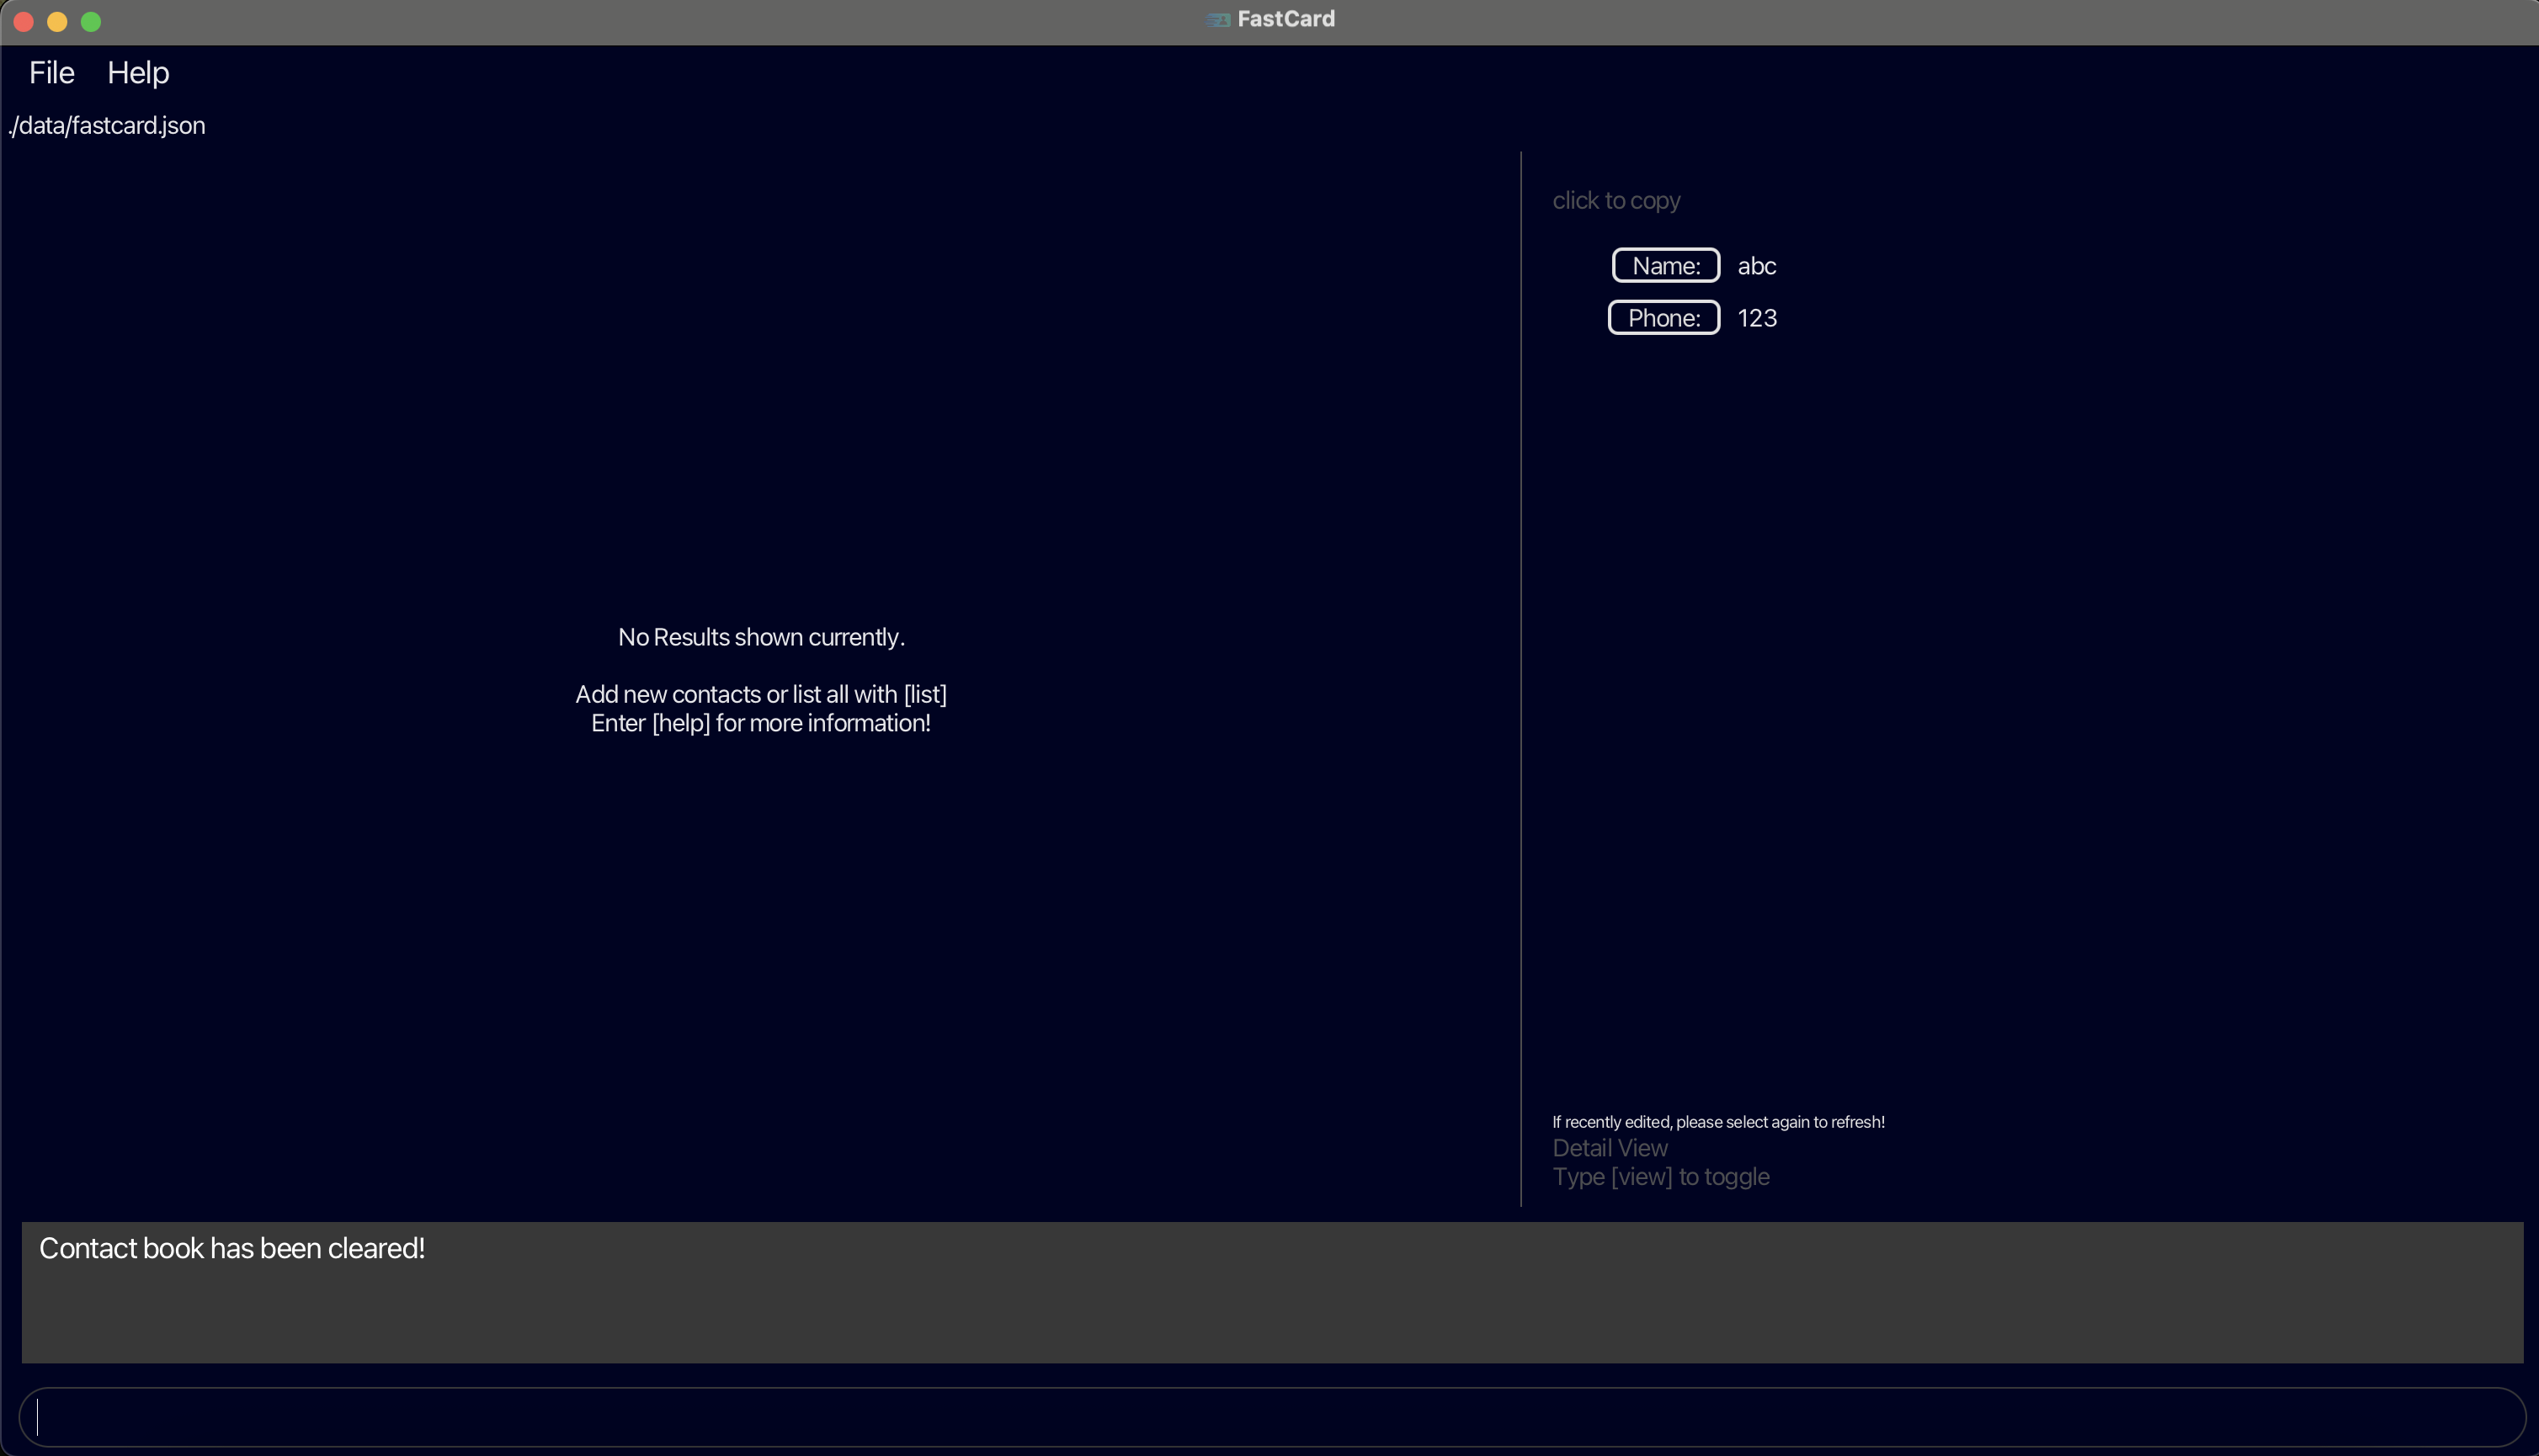 FastCard
File Help
./data/fastcard.json
click to copy
Name: abc
Phone: 123
No Results shown currently.
Add new contacts or list all with [list]
Enter [help] for more information!
If recently edited, please select again to refresh!
Detail View
Type [view] to toggle
Contact book has been cleared!